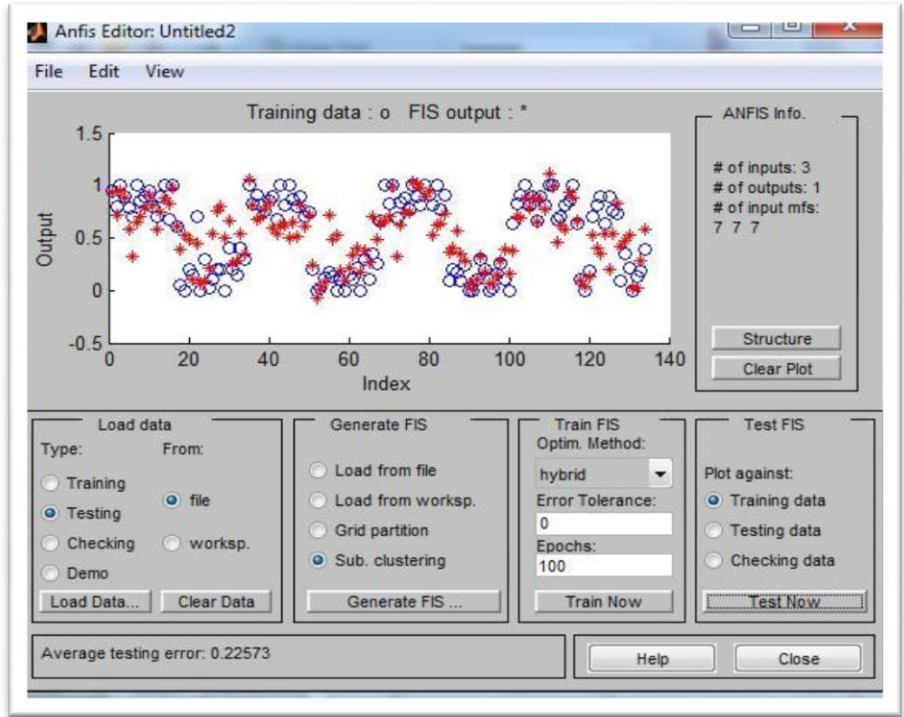 Anfis Editor: Untitled2
File Edit View
Training data : o FIS output : *
1.5
1
0.5
0
-0.5
Output
0 20 40 60 80 100 120 140
Index
ANFIS Info.
# of inputs: 3
# of outputs: 1
# of input mfs:
7 7 7
Structure
Clear Plot
Load data
Type: From:
Training
Testing
Checking
Demo
file
worksp.
Load Data... Clear Data
Generate FIS
Load from file
Load from worksp.
Grid partition
Sub. clustering
Generate FIS ...
Train FIS
Optim. Method:
hybrid
Error Tolerance:
0
Epochs:
100
Train Now
Test FIS
Plot against:
Training data
Testing data
Checking data
Test Now
Average testing error: 0.22573
Help Close